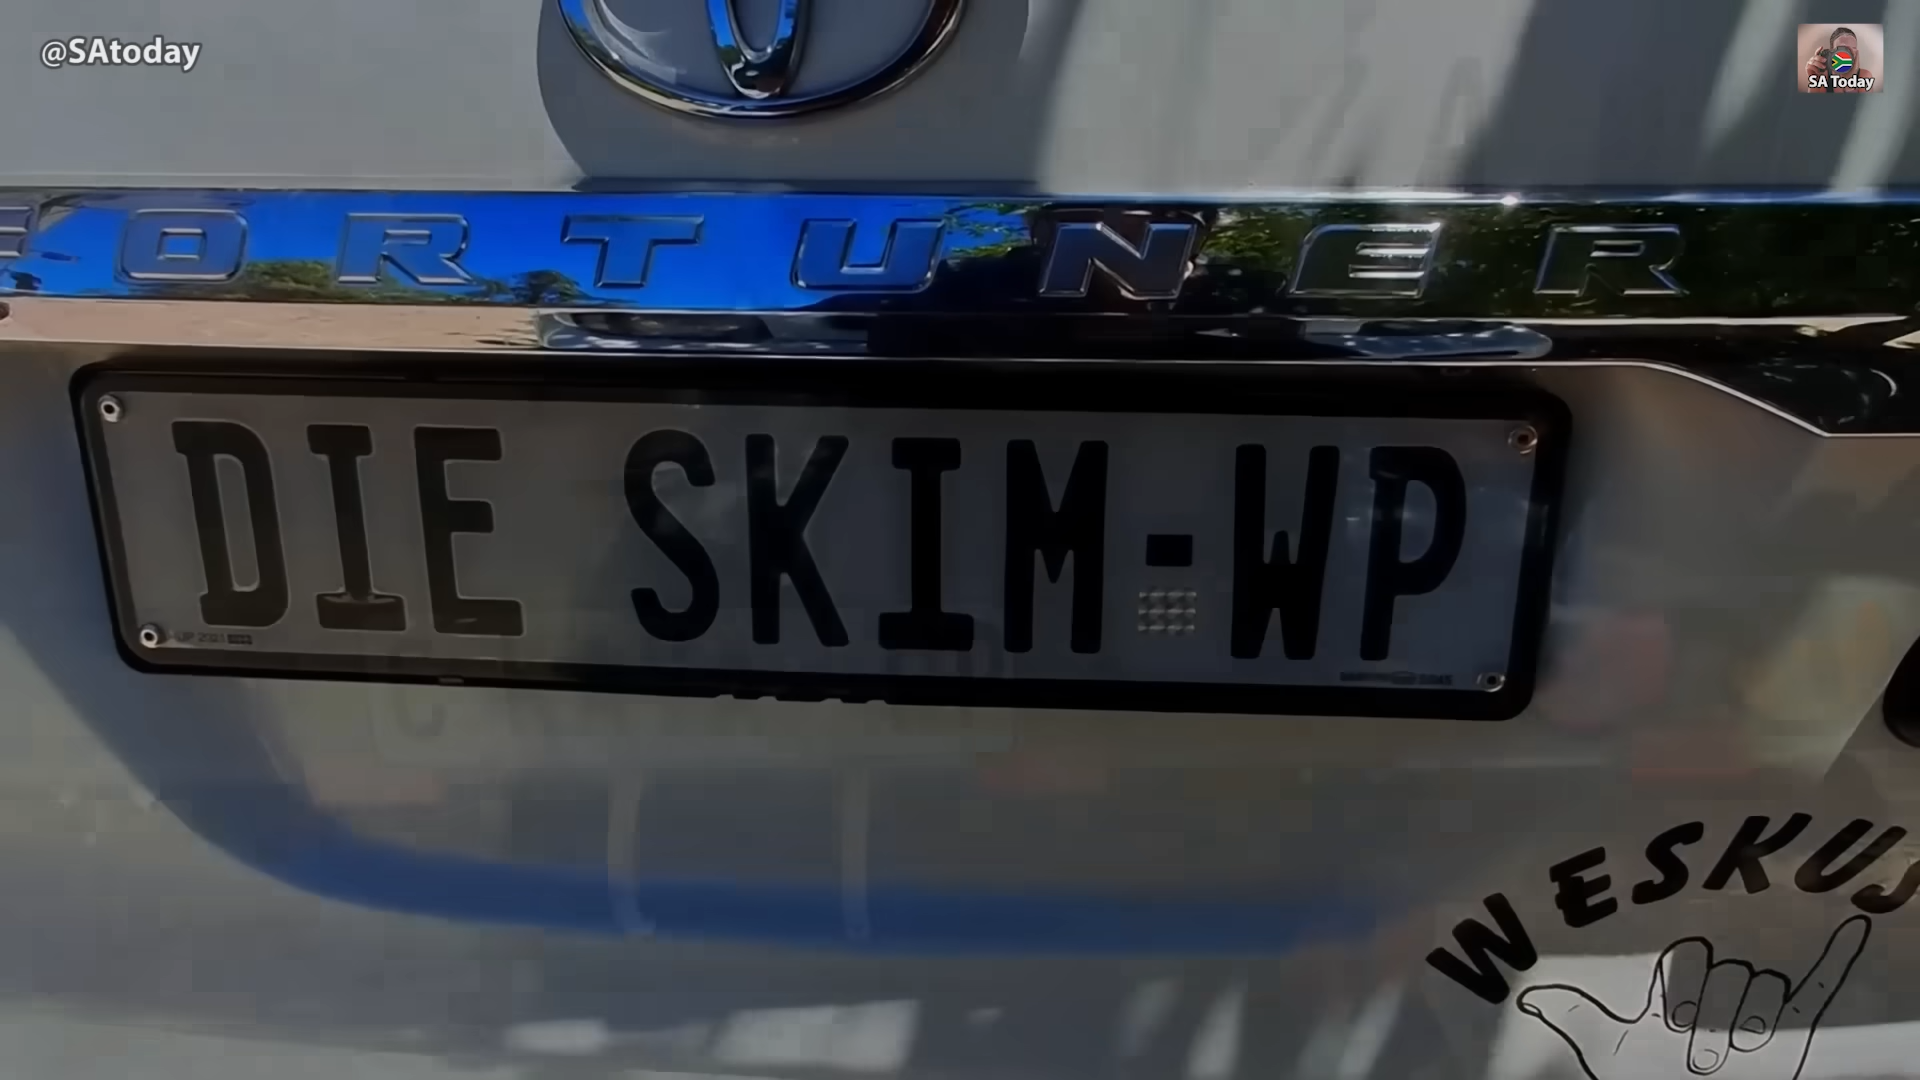 @SAtoday
SA Today
FORTUNER
DIE SKIM-WP
WESKUS